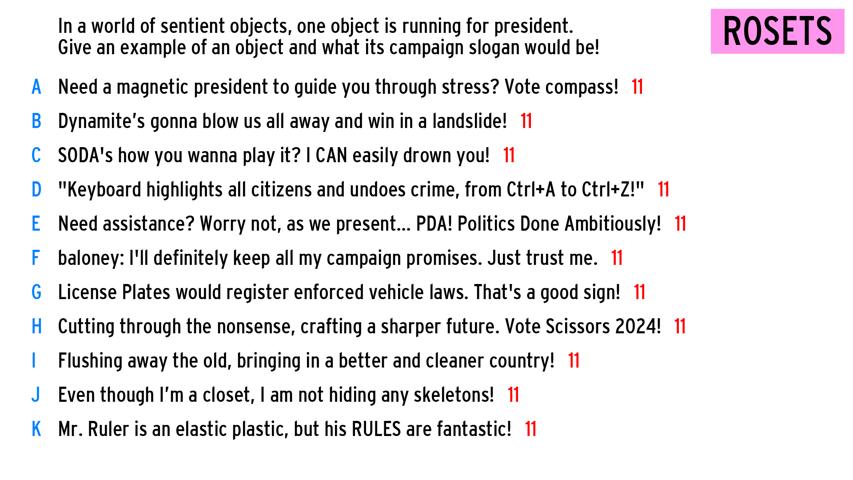 In a world of sentient objects, one object is running for president.
Give an example of an object and what its campaign slogan would be!
ROSETS
A Need a magnetic president to guide you through stress? Vote compass! 11
B Dynamite's gonna blow us all away and win in a landslide! 11
C SODA's how you wanna play it? I CAN easily drown you! 11
D "Keyboard highlights all citizens and undoes crime, from Ctrl+A to Ctrl+Z!" 11
E Need assistance? Worry not, as we present... PDA! Politics Done Ambitiously! 11
F baloney: I'll definitely keep all my campaign promises. Just trust me. 11
G License Plates would register enforced vehicle laws. That's a good sign! 11
H Cutting through the nonsense, crafting a sharper future. Vote Scissors 2024! 11
I Flushing away the old, bringing in a better and cleaner country! 11
J Even though I'm a closet, I am not hiding any skeletons! 11
K Mr. Ruler is an elastic plastic, but his RULES are fantastic! 11